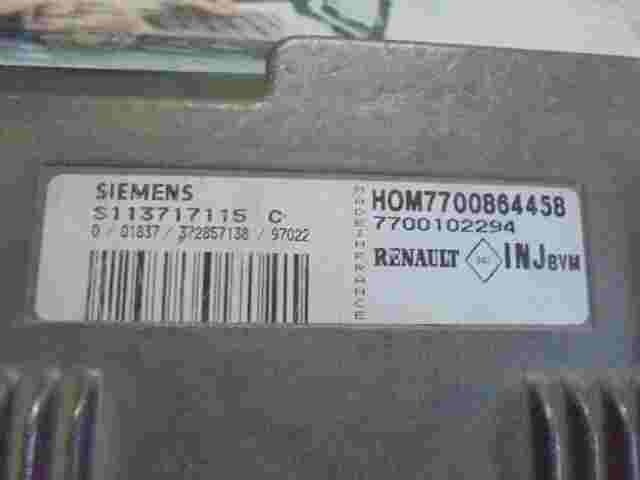 SIEMENS
S113717115 C
0 / 01837 / 372857138 / 97022
MADE IN FRANCE
HOM7700864458
7700102294
RENAULT INJ BVM